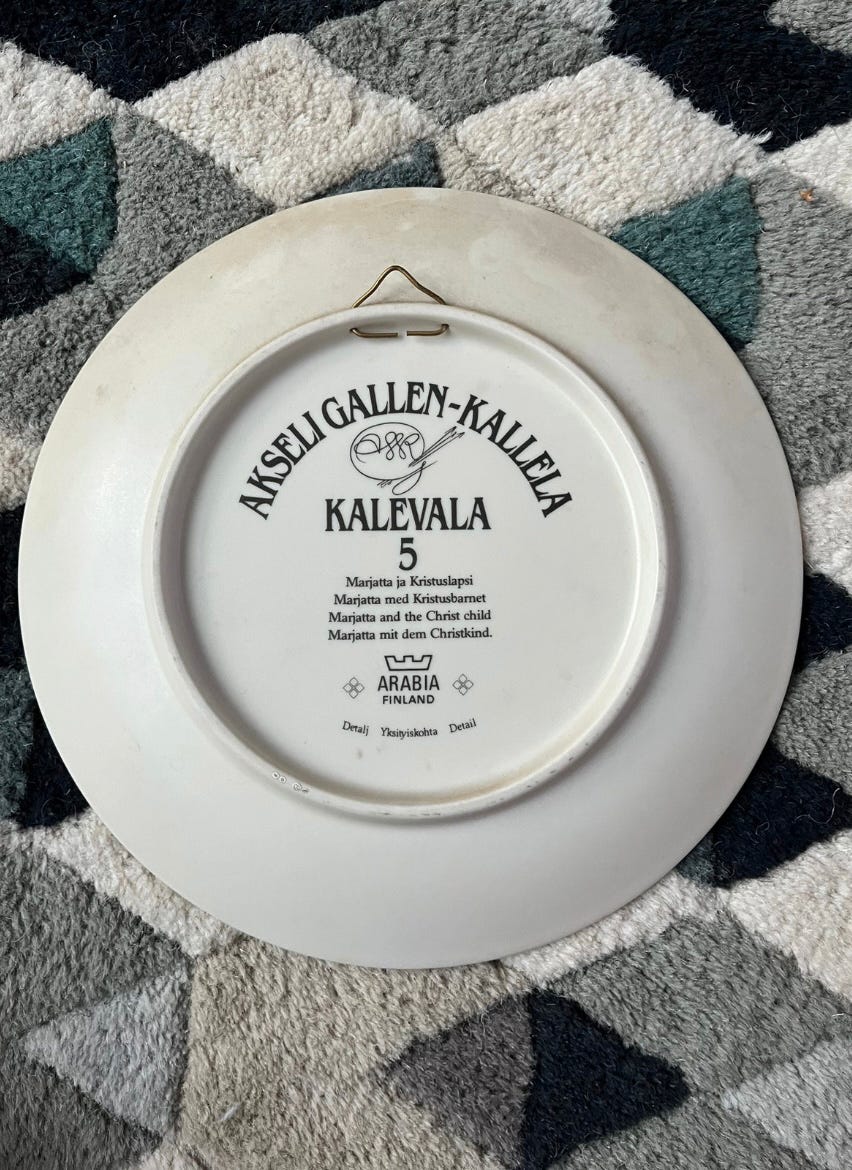 AKSELI GALLEN-KALLELA
KALEVALA
5
Marjatta ja Kristuslapsi
Marjatta med Kristusbarnet
Marjatta and the Christ child
Marjatta mit dem Christkind.
ARABIA
FINLAND
Detalj Yksityiskohta Detail